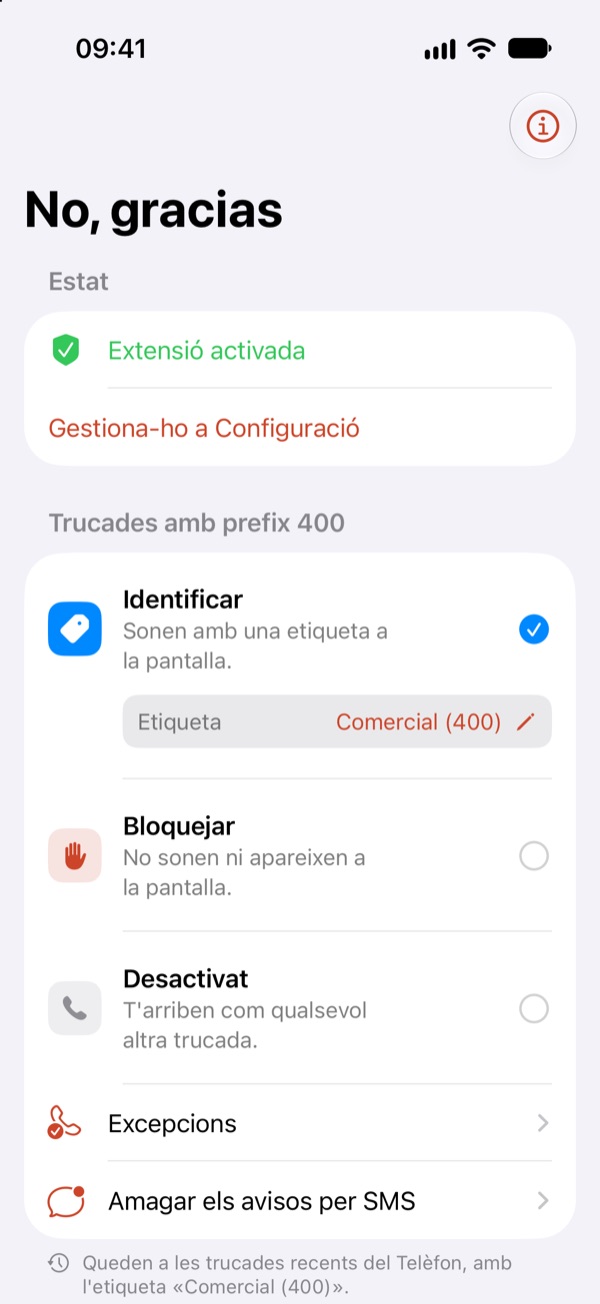 09:41
No, gracias
Estat
Extensió activada
Gestiona-ho a Configuració
Trucades amb prefix 400
Identificar
Sonen amb una etiqueta a
la pantalla.
Etiqueta Comercial (400)
Bloquejar
No sonen ni apareixen a
la pantalla.
Desactivat
T'arriben com qualsevol
altra trucada.
Excepcions
Amagar els avisos per SMS
Queden a les trucades recents del Telèfon, amb
l'etiqueta «Comercial (400)».